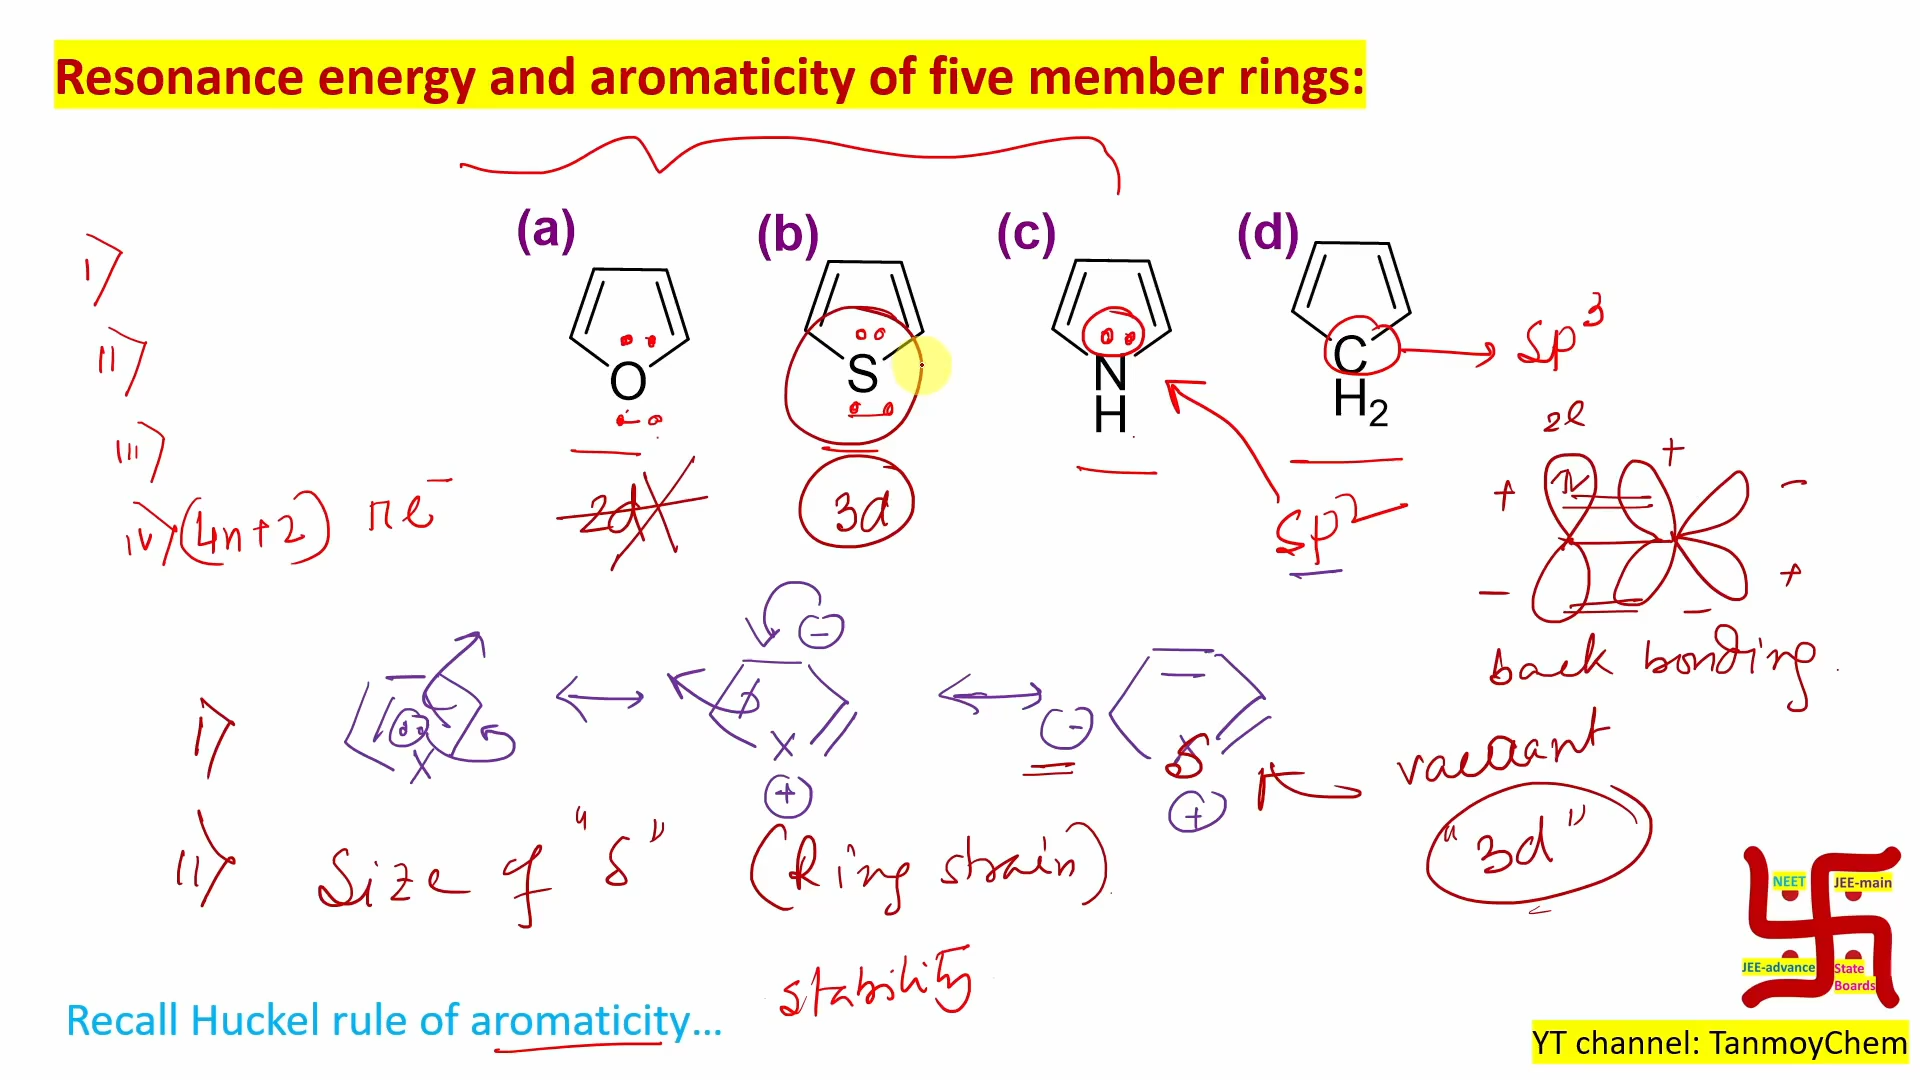 Resonance energy and aromaticity of five member rings:
(a) (b) (c) (d)
O S N H C H2
i)
ii)
iii)
iv) (4n+2) πe−
2d
3d
sp2
sp3
+ + −
− − +
back bonding
i) X X S
+ − − +
vacant
"3d"
ii) Size of "S" (Ring strain)
stability
Recall Huckel rule of aromaticity...
NEET JEE-main
JEE-advance State Boards
YT channel: TanmoyChem